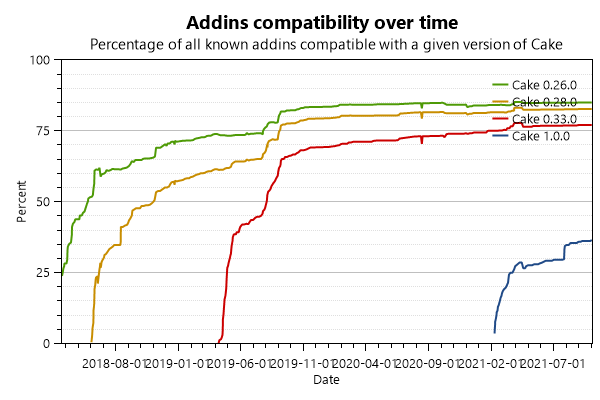 Addins compatibility over time
Percentage of all known addins compatible with a given version of Cake
100
75
50
25
0
Percent
Cake 0.26.0
Cake 0.28.0
Cake 0.33.0
Cake 1.0.0
2018-08-01 2019-01-01 2019-06-01 2019-11-01 2020-04-01 2020-09-01 2021-02-01 2021-07-01
Date